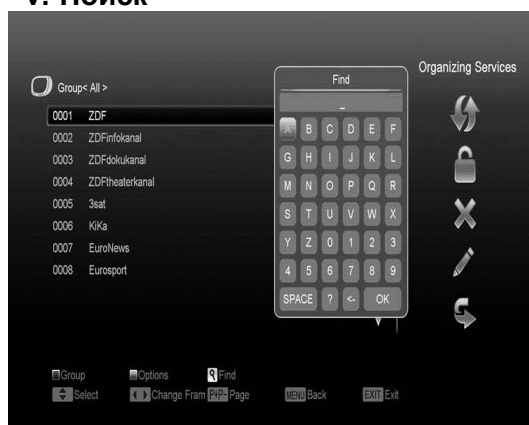 V. Поиск
Organizing Services
Group< All >
Find
_
0001 ZDF
0002 ZDFinfokanal
0003 ZDFdokukanal
0004 ZDFtheaterkanal
0005 3sat
0006 KiKa
0007 EuroNews
0008 Eurosport
A B C D E F
G H I J K L
M N O P Q R
S T U V W X
Y Z 0 1 2 3
4 5 6 7 8 9
SPACE ? <- OK
Group Options Find
Select Change Fram P+P- Page MENU Back EXIT Exit